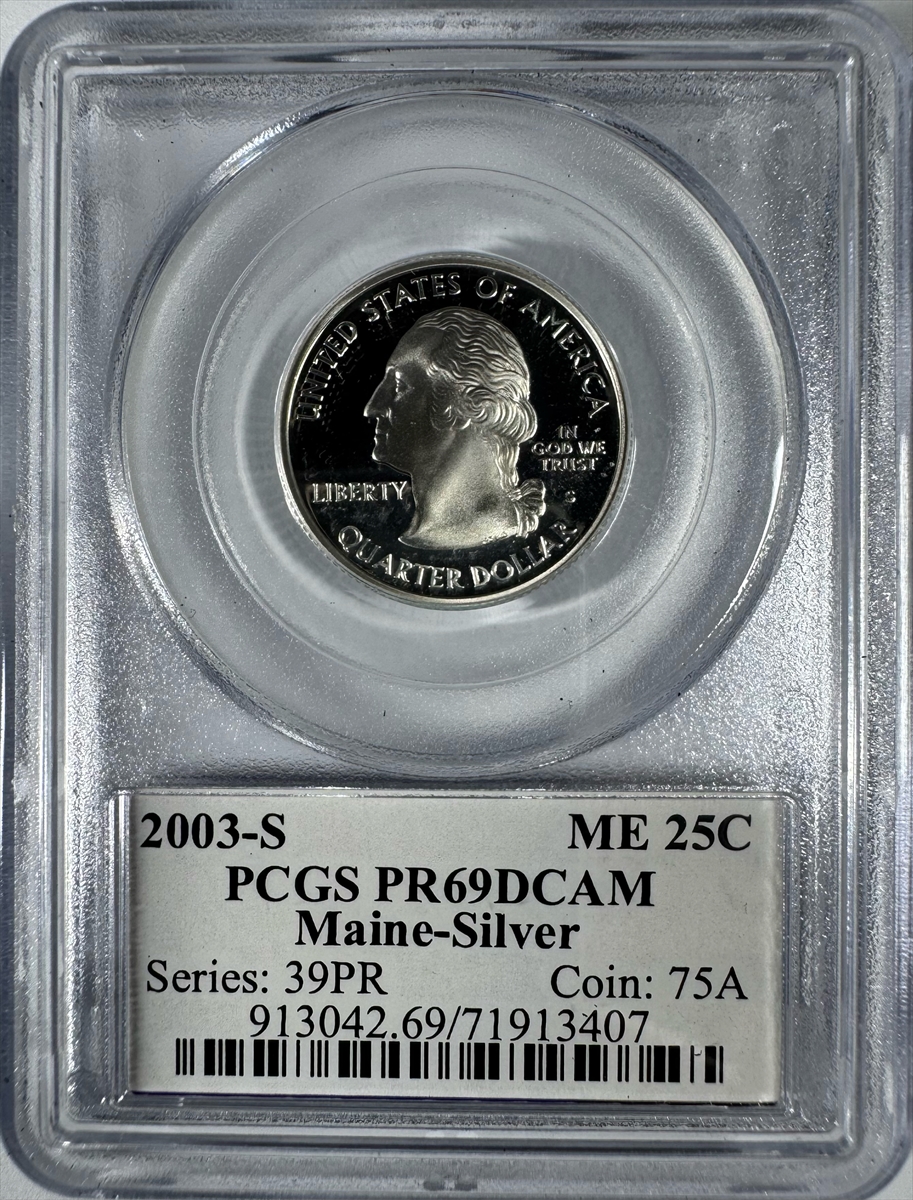 UNITED STATES OF AMERICA
IN
GOD WE
TRUST
LIBERTY
S
QUARTER DOLLAR
2003-S ME 25C
PCGS PR69DCAM
Maine-Silver
Series: 39PR Coin: 75A
913042.69/71913407